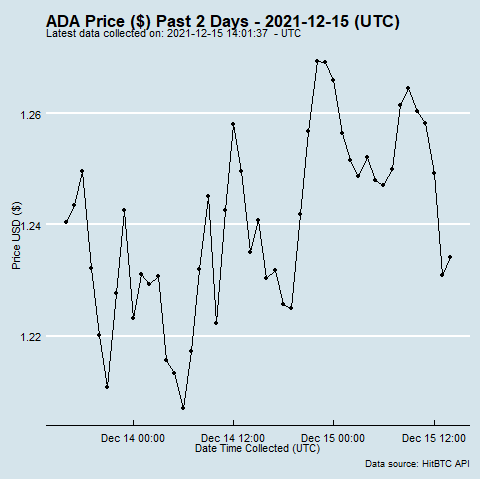 ADA Price ($) Past 2 Days - 2021-12-15 (UTC)
Latest data collected on: 2021-12-15 14:01:37 - UTC
1.26
1.24
1.22
Price USD ($)
Dec 14 00:00 Dec 14 12:00 Dec 15 00:00 Dec 15 12:00
Date Time Collected (UTC)
Data source: HitBTC API